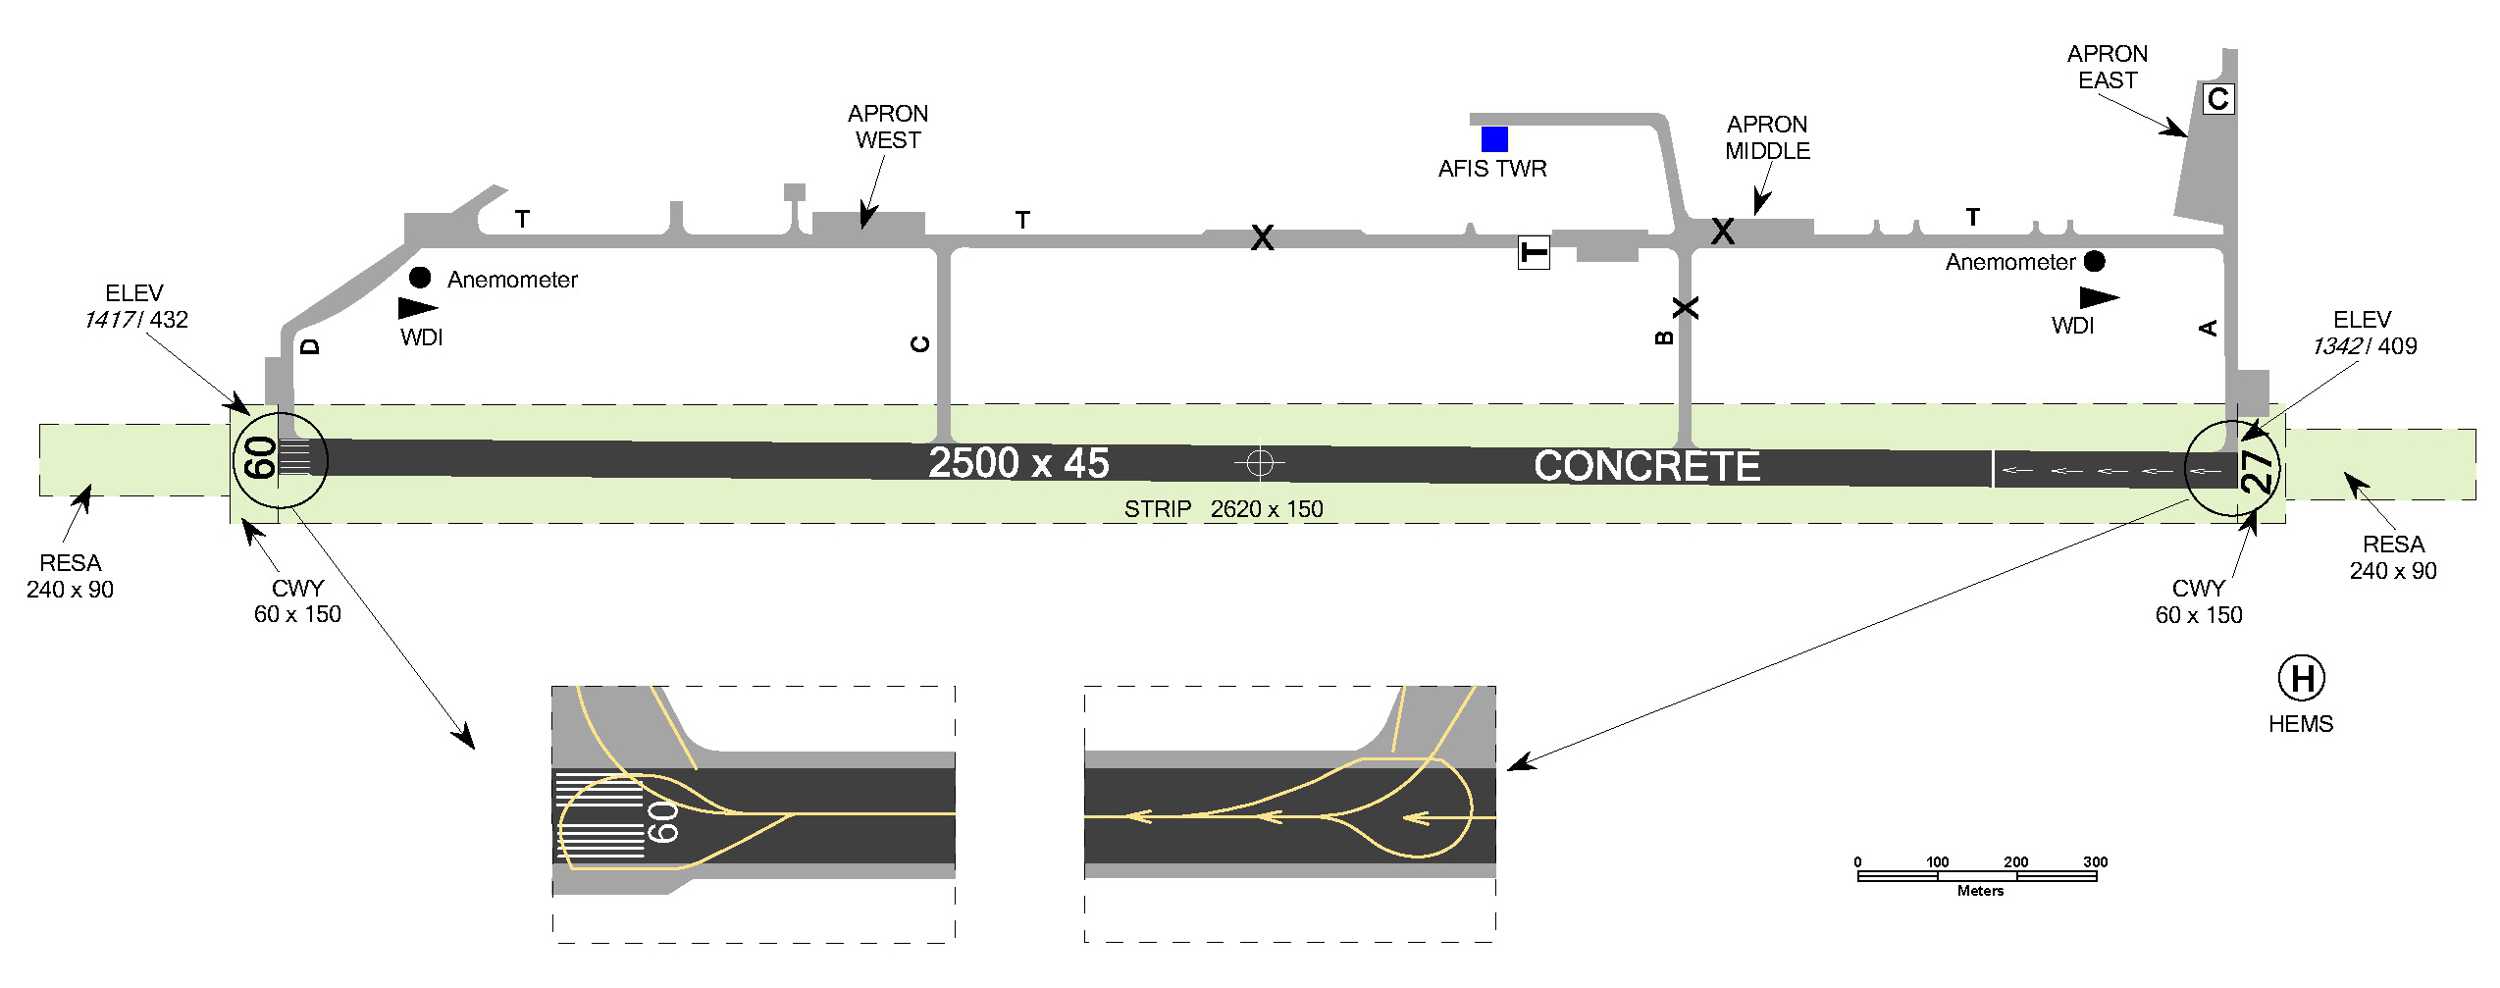 APRON
EAST
C
APRON
WEST
APRON
MIDDLE
AFIS TWR
T
T
T
X
X
T
Anemometer
Anemometer
WDI
WDI
ELEV
1417 / 432
ELEV
1342 / 409
D
C
B
X
A
09
2500 x 45
CONCRETE
27
STRIP 2620 x 150
RESA
240 x 90
CWY
60 x 150
RESA
240 x 90
CWY
60 x 150
H
HEMS
09
0 100 200 300
Meters